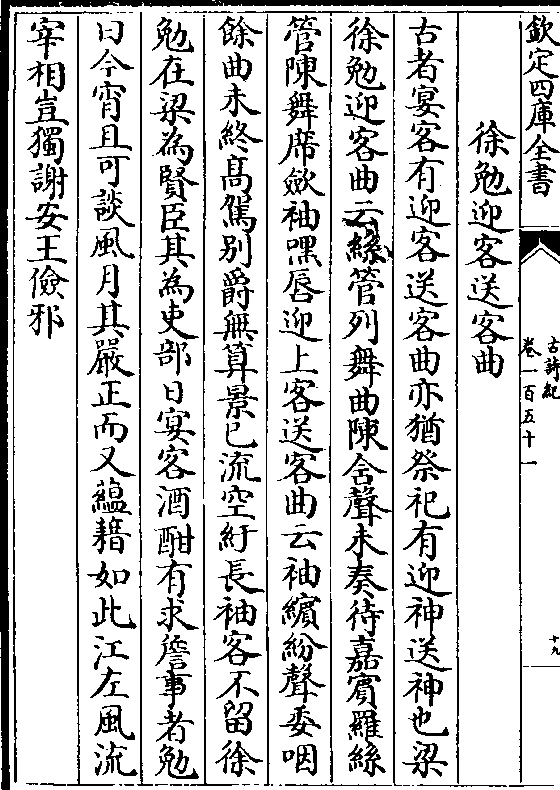 欽定四庫全書
古詩紀
卷一百五十一
十九
徐勉迎客送客曲
古者宴客有迎客送客曲亦猶祭祀有迎神送神也梁
徐勉迎客曲云絲管列舞曲陳含聲未奏待嘉賓羅絲
管陳舞席斂袖嘿唇迎上客送客曲云袖繽紛聲委咽
餘曲未終高駕别爵無算景已流空紆長袖客不留徐
勉在梁為賢臣其為吏部日宴客酒酣有求詹事者勉
曰今宵且可談風月其嚴正而又蘊藉如此江左風流
宰相豈獨謝安王儉邪